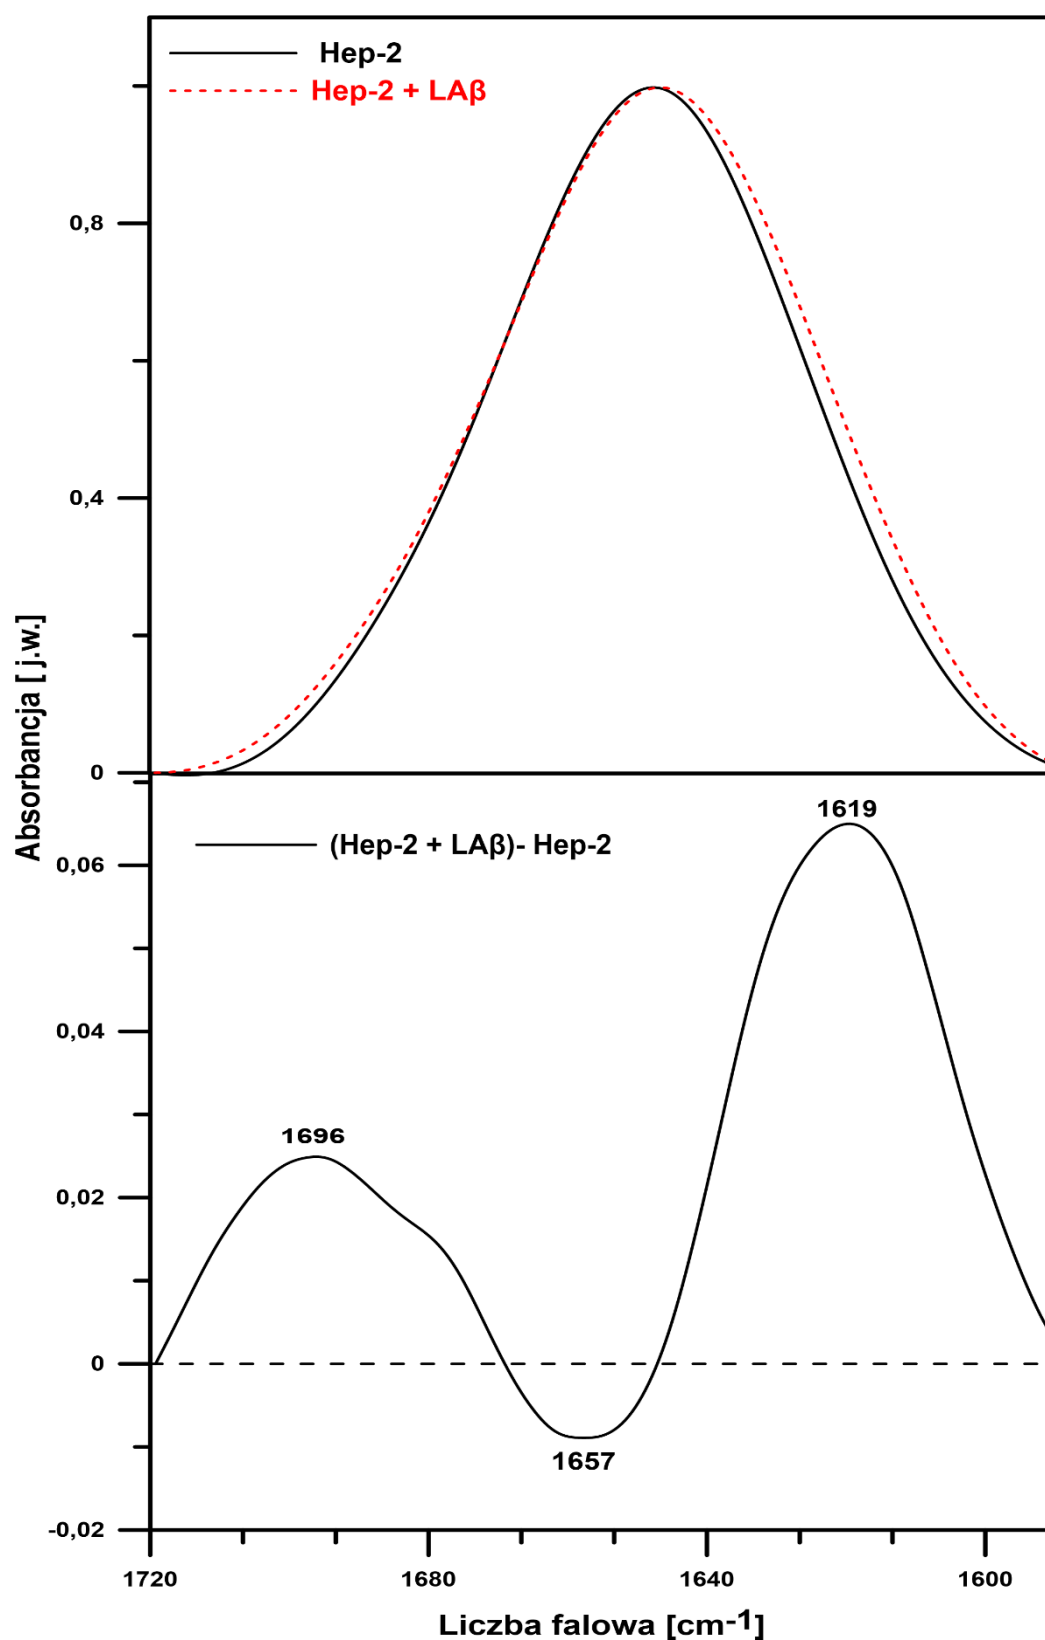 Hep-2
Hep-2 + LAβ
0,8
0,4
0
Absorbancja [ j.w.]
1619
(Hep-2 + LAβ)- Hep-2
0,06
0,04
1696
0,02
0
1657
-0,02
1720 1680 1640 1600
Liczba falowa [cm-1]